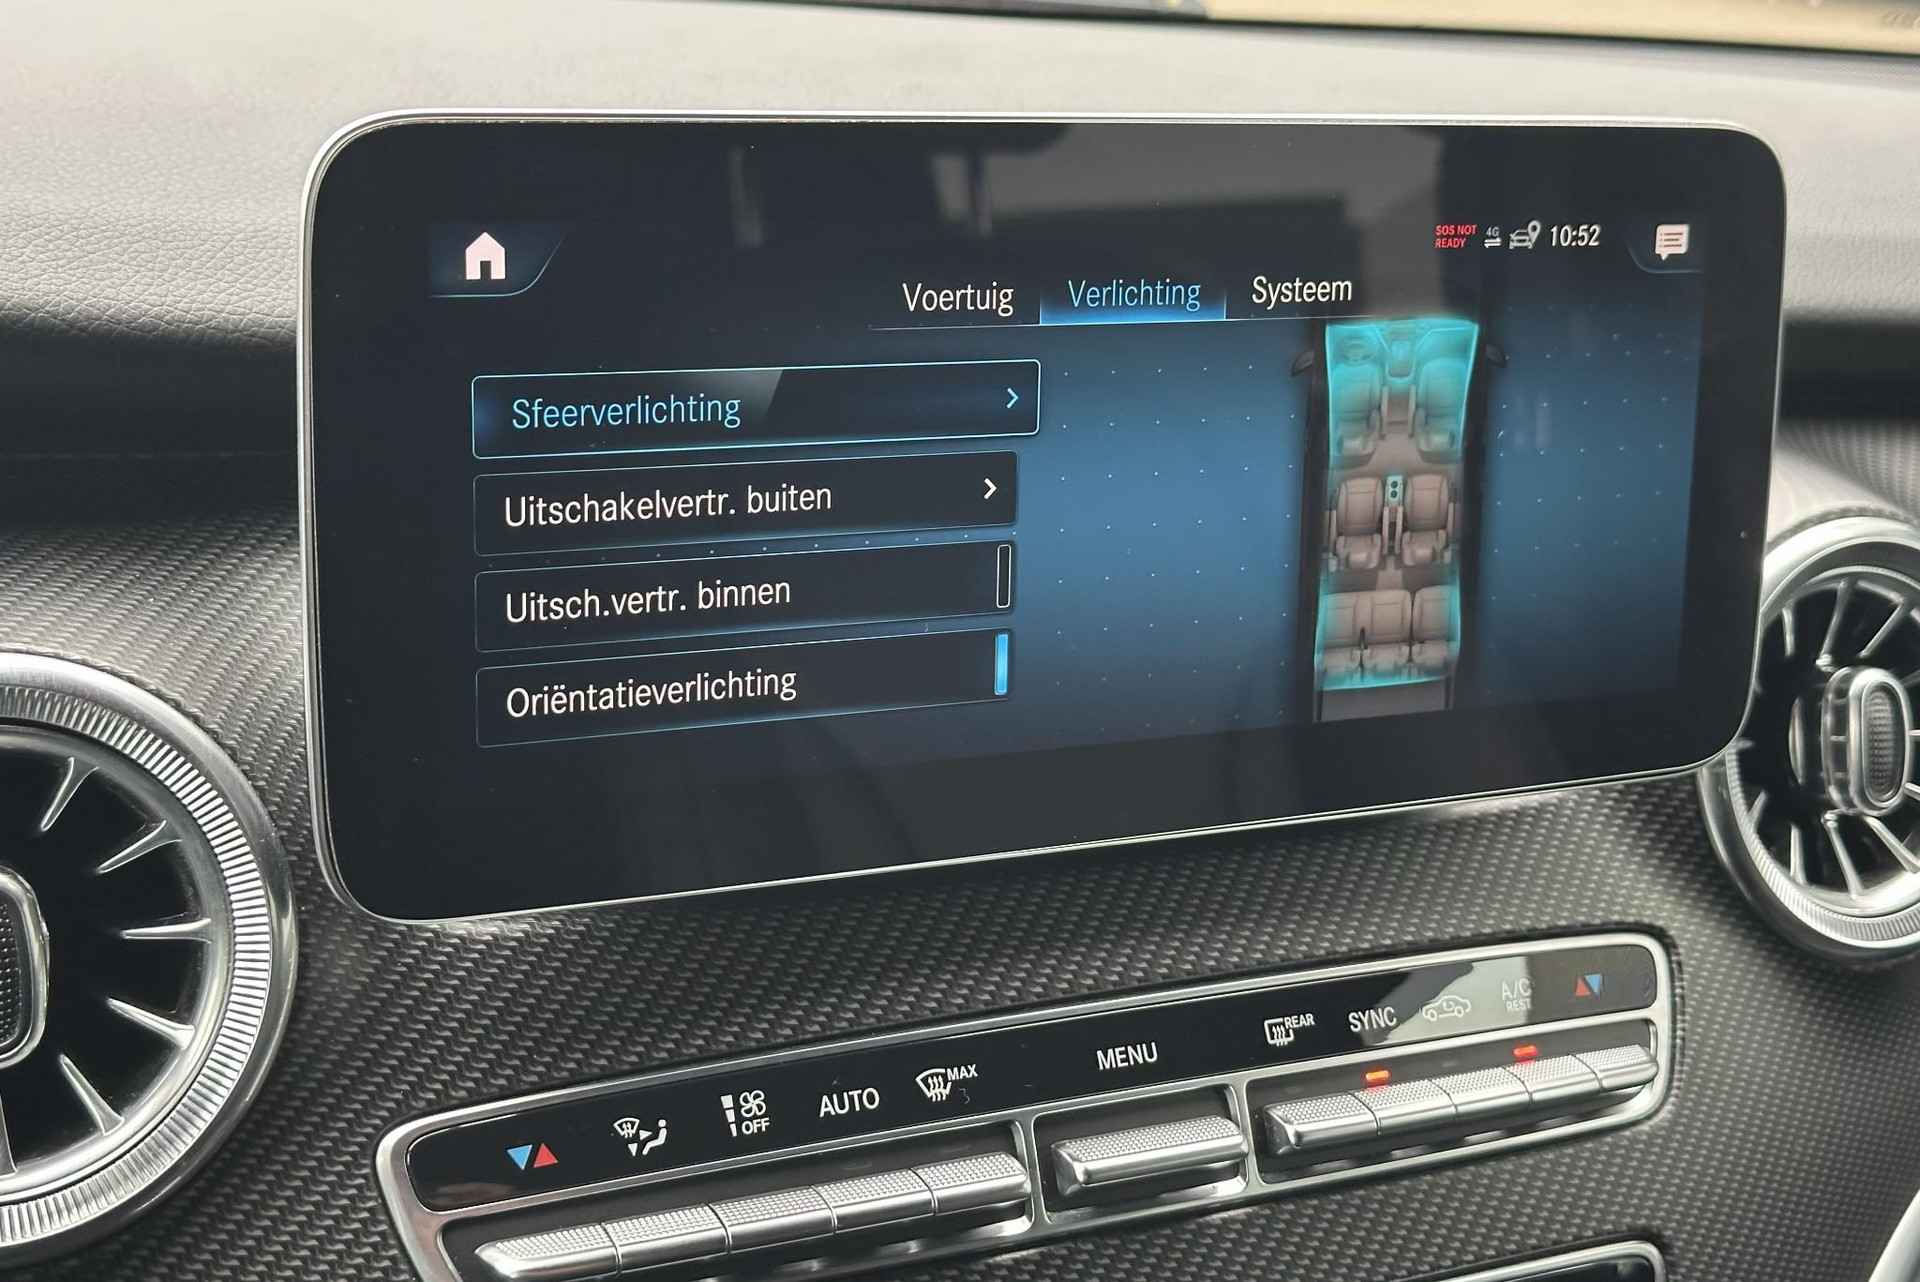 SOS NOT
READY
4G
10:52
Voertuig Verlichting Systeem
Sfeerverlichting
Uitschakelvertr. buiten
Uitsch.vertr. binnen
Oriëntatieverlichting
OFF
AUTO
MAX
MENU
REAR
SYNC
A/C
REST